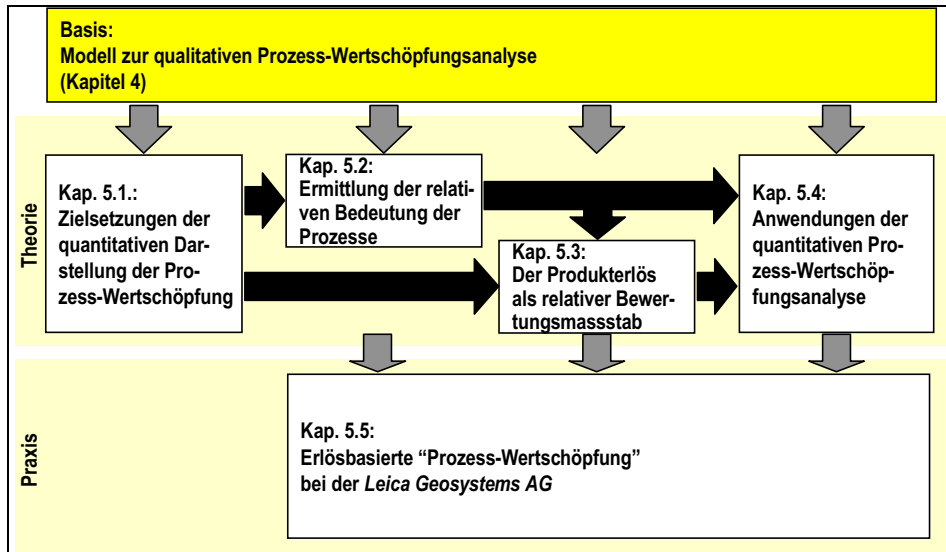 Basis:
Modell zur qualitativen Prozess-Wertschöpfungsanalyse
(Kapitel 4)
Theorie
Kap. 5.1.:
Zielsetzungen der
quantitativen Dar-
stellung der Pro-
zess-Wertschöpfung
Kap. 5.2:
Ermittlung der relati-
ven Bedeutung der
Prozesse
Kap. 5.3:
Der Produkterlös
als relativer Bewer-
tungsmassstab
Kap. 5.4:
Anwendungen der
quantitativen Pro-
zess-Wertschöp-
fungsanalyse
Praxis
Kap. 5.5:
Erlösbasierte “Prozess-Wertschöpfung”
bei der Leica Geosystems AG